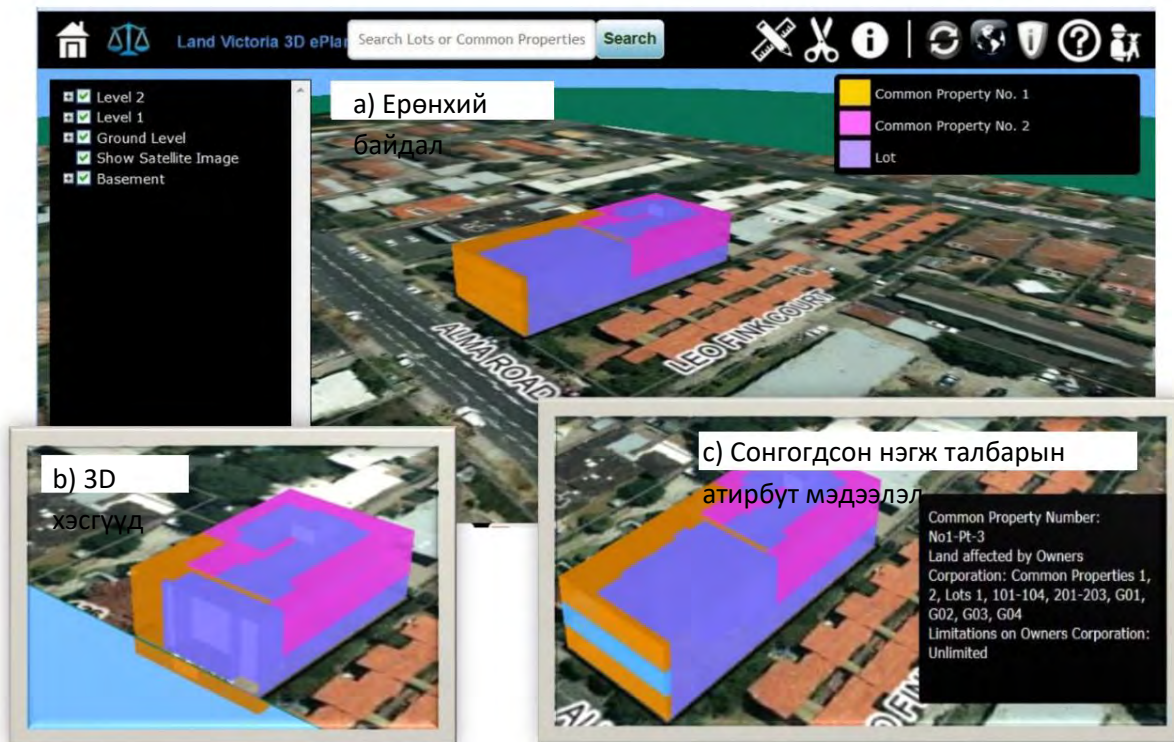 Land Victoria 3D ePlan
Search Lots or Common Properties
Search
Level 2
Level 1
Ground Level
Show Satellite Image
Basement
a) Ерөнхий
байдал
Common Property No. 1
Common Property No. 2
Lot
ALMA ROAD
LEO FINK COURT
b) 3D
хэсгүүд
c) Сонгогдсон нэгж талбарын
атирбут мэдээлэл
Common Property Number:
No1-Pt-3
Land affected by Owners
Corporation: Common Properties 1,
2, Lots 1, 101-104, 201-203, G01,
G02, G03, G04
Limitations on Owners Corporation:
Unlimited